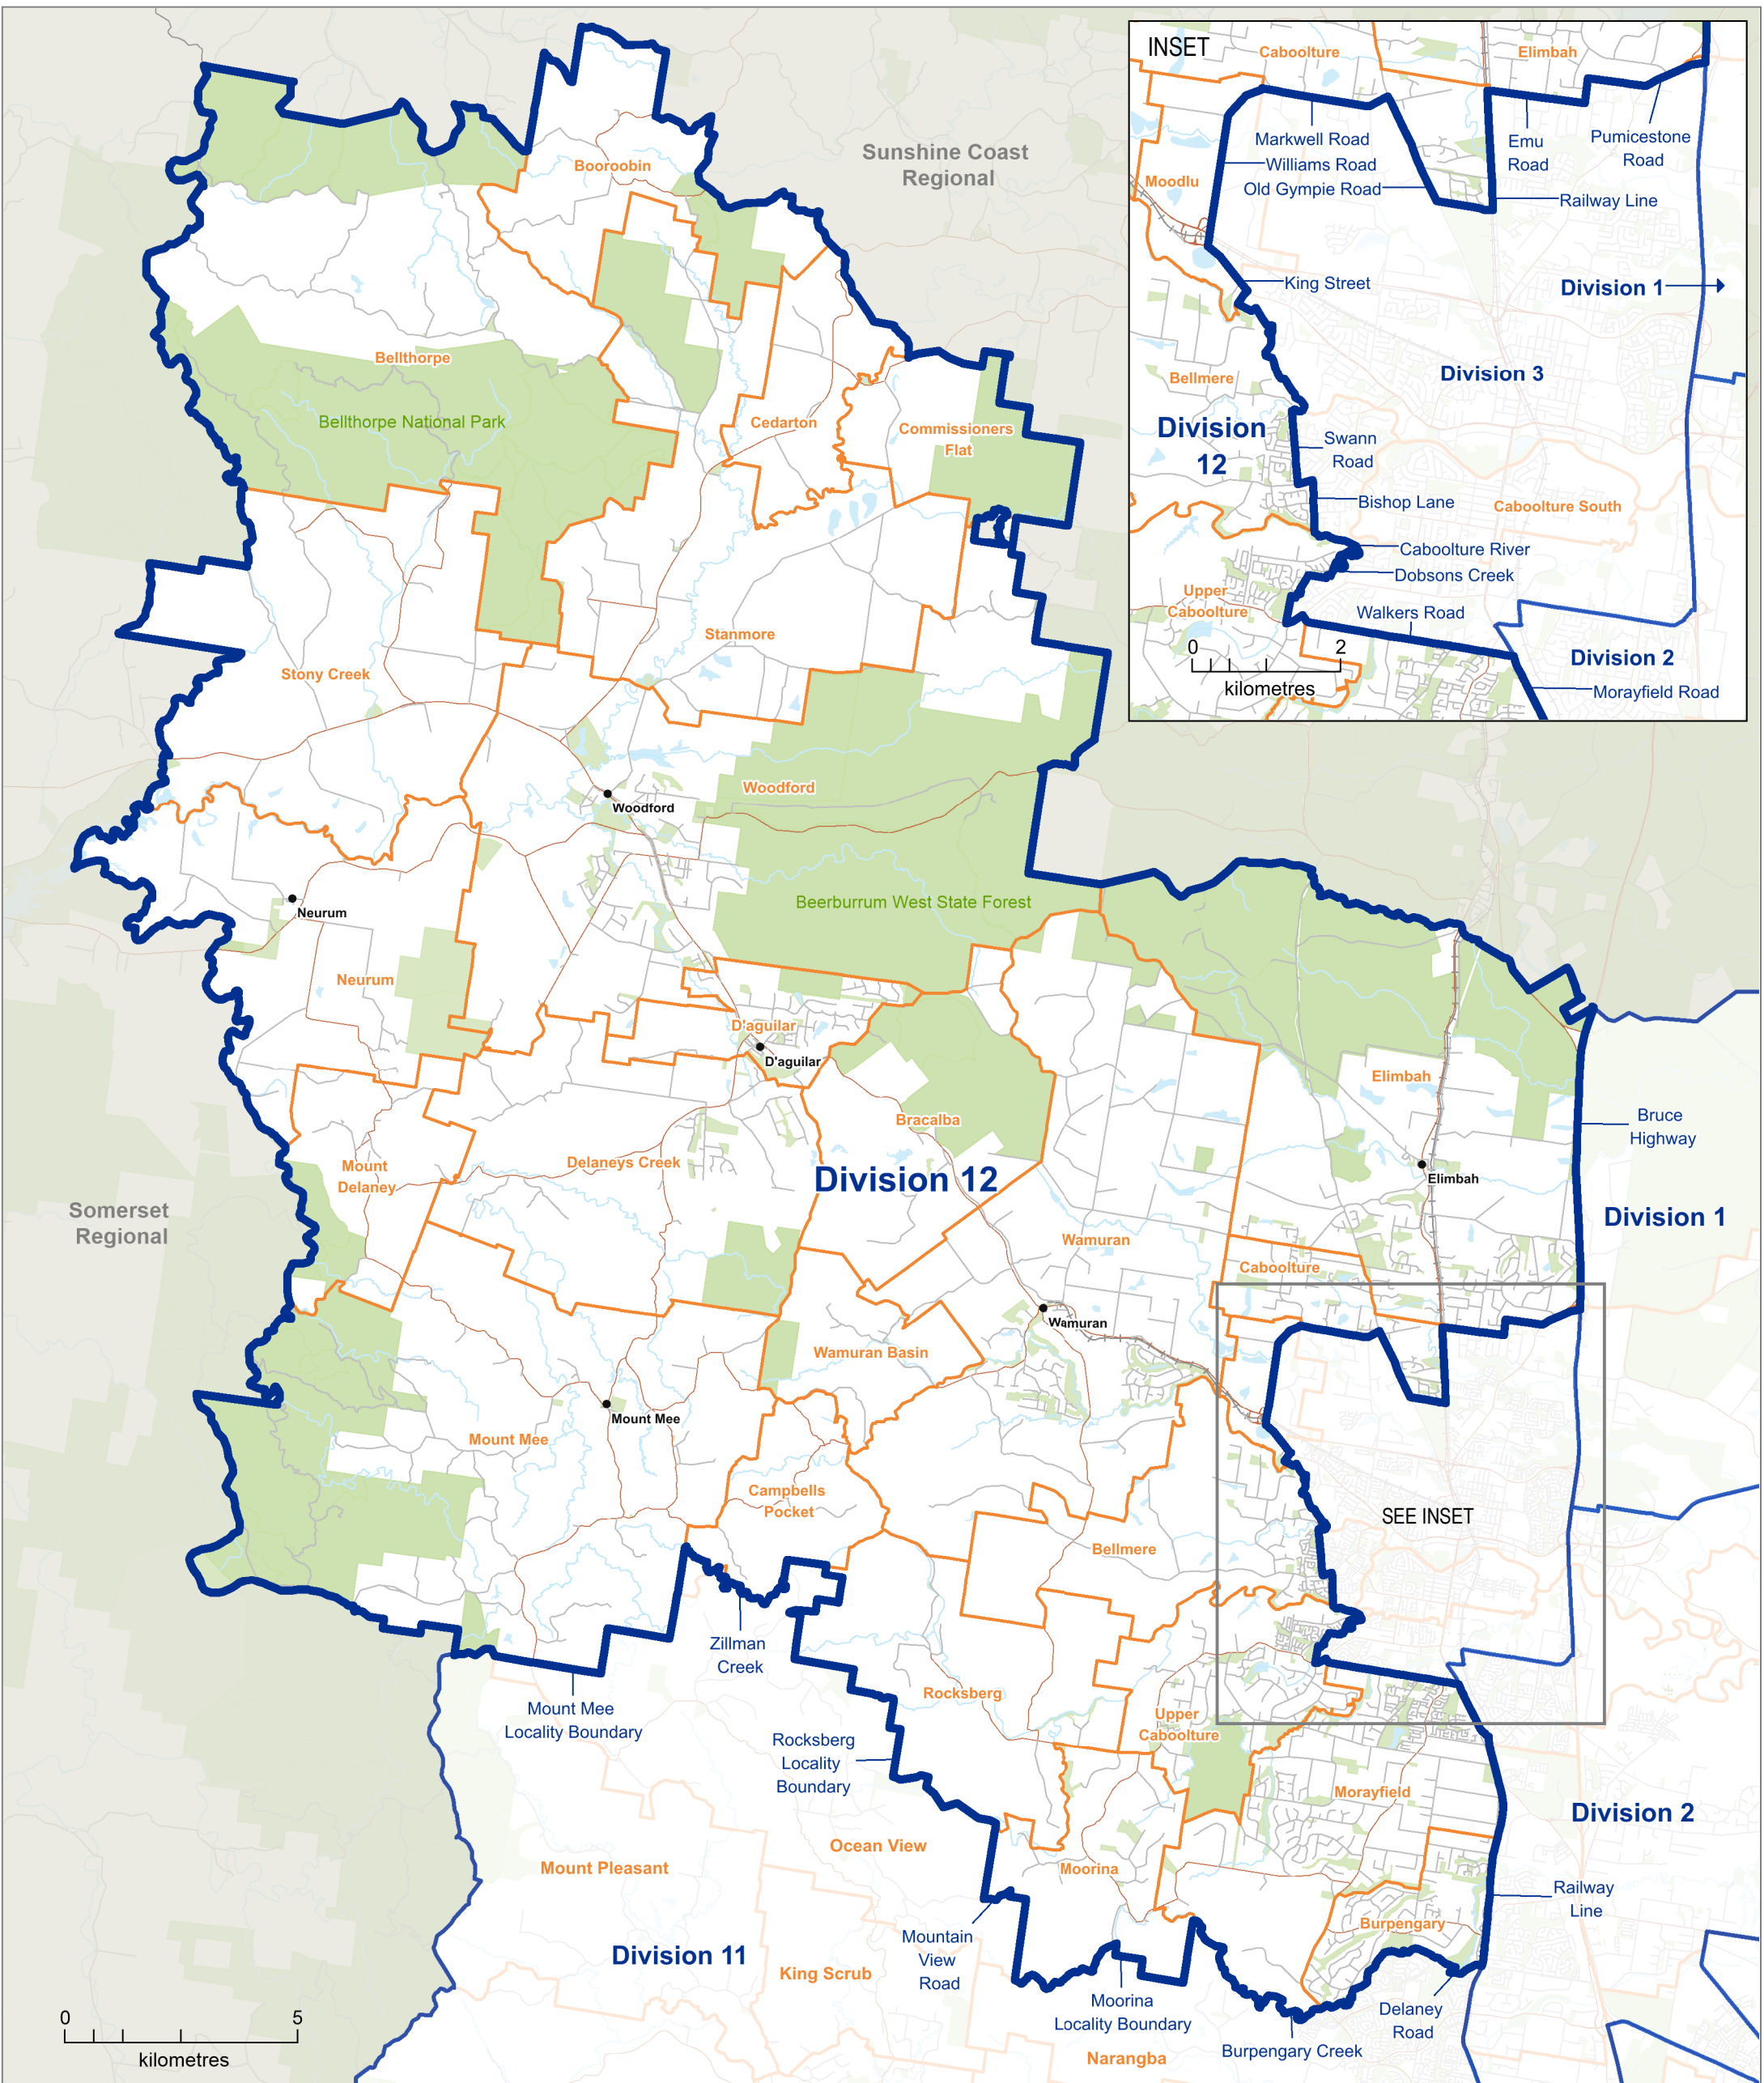 INSET
Caboolture
Elimbah
Markwell Road
Williams Road
Old Gympie Road
Emu
Road
Pumicestone
Road
Moodlu
Railway Line
King Street
Division 1
Bellmere
Division 3
Division
12
Swann
Road
Bishop Lane
Caboolture South
Caboolture River
Dobsons Creek
Upper
Caboolture
Walkers Road
0 2
kilometres
Division 2
Morayfield Road
Sunshine Coast
Regional
Booroobin
Bellthorpe
Bellthorpe National Park
Cedarton
Commissioners
Flat
Stanmore
Stony Creek
Woodford
Woodford
Beerburrum West State Forest
Neurum
Neurum
D'aguilar
D'aguilar
Elimbah
Bracalba
Bruce
Highway
Mount
Delaney
Delaneys Creek
Division 12
Elimbah
Somerset
Regional
Division 1
Wamuran
Caboolture
Wamuran
Wamuran Basin
Mount Mee
Mount Mee
Campbells
Pocket
SEE INSET
Bellmere
Zillman
Creek
Mount Mee
Locality Boundary
Rocksberg
Upper
Caboolture
Rocksberg
Locality
Boundary
Morayfield
Division 2
Ocean View
Mount Pleasant
Moorina
Railway
Line
Burpengary
Division 11
Mountain
View
Road
King Scrub
Moorina
Locality Boundary
Delaney
Road
Burpengary Creek
Narangba
0 5
kilometres